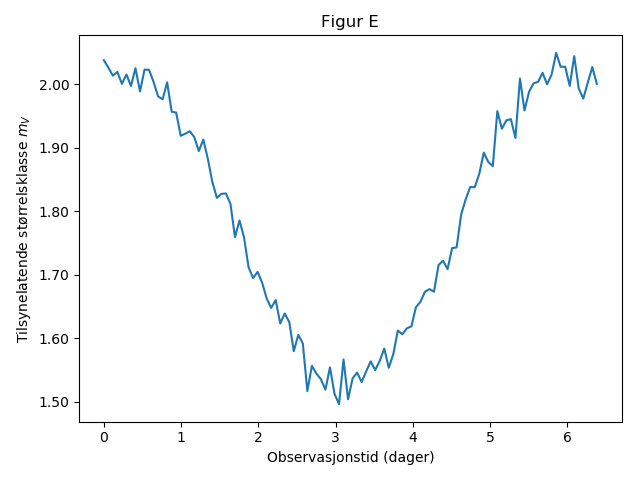 Figur E
Tilsynelatende størrelsklasse $m_V$
2.00
1.90
1.80
1.70
1.60
1.50
0 1 2 3 4 5 6
Observasjonstid (dager)